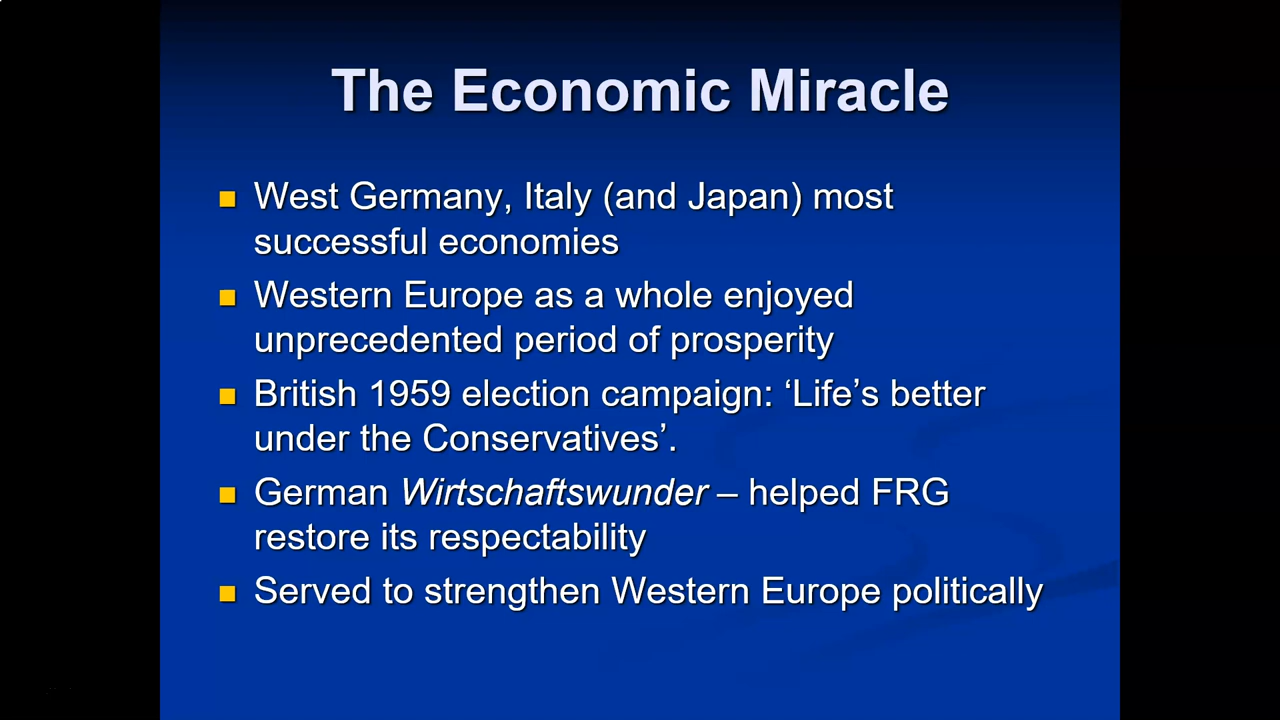 The Economic Miracle
West Germany, Italy (and Japan) most
successful economies
Western Europe as a whole enjoyed
unprecedented period of prosperity
British 1959 election campaign: ‘Life’s better
under the Conservatives’.
German Wirtschaftswunder – helped FRG
restore its respectability
Served to strengthen Western Europe politically